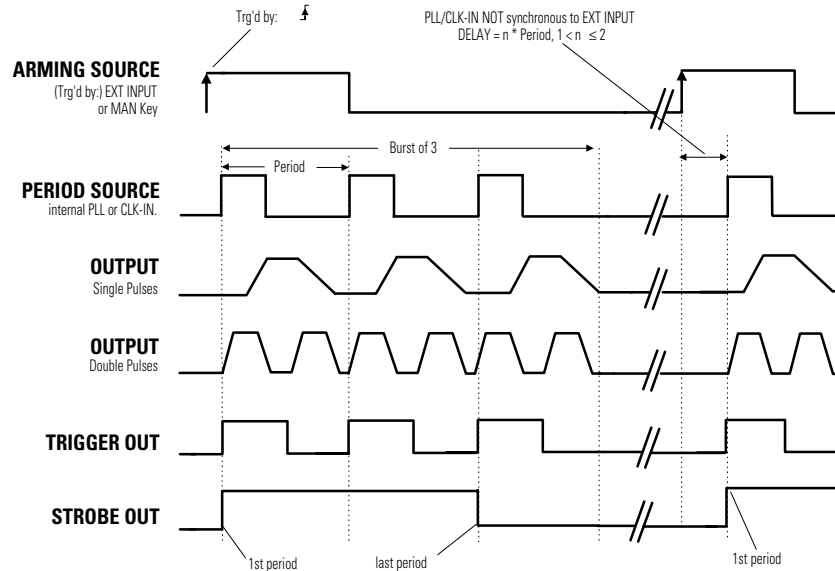 Trg'd by:
PLL/CLK-IN NOT synchronous to EXT INPUT
DELAY = n * Period, 1 < n ≤ 2
ARMING SOURCE
(Trg'd by:) EXT INPUT
or MAN Key
Burst of 3
Period
PERIOD SOURCE
internal PLL or CLK-IN.
OUTPUT
Single Pulses
OUTPUT
Double Pulses
TRIGGER OUT
STROBE OUT
1st period
last period
1st period